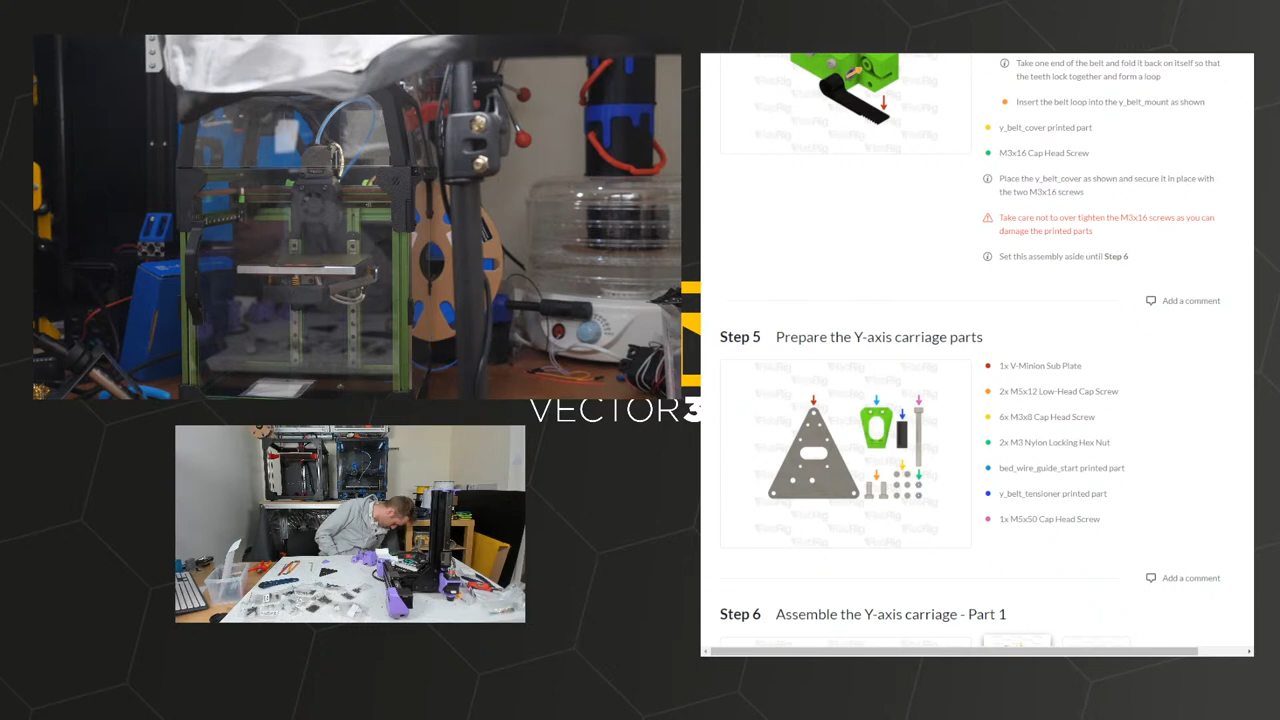 Take one end of the belt and fold it back on itself so that
the teeth lock together and form a loop
Insert the belt loop into the y_belt_mount as shown
y_belt_cover printed part
M3x16 Cap Head Screw
Place the y_belt_cover as shown and secure it in place with
the two M3x16 screws
Take care not to over tighten the M3x16 screws as you can
damage the printed parts
Set this assembly aside until Step 6
Add a comment
Step 5 Prepare the Y-axis carriage parts
1x V-Minion Sub Plate
2x M5x12 Low-Head Cap Screw
6x M3x8 Cap Head Screw
2x M3 Nylon Locking Hex Nut
bed_wire_guide_start printed part
y_belt_tensioner printed part
1x M5x50 Cap Head Screw
Add a comment
Step 6 Assemble the Y-axis carriage - Part 1
VECTOR3